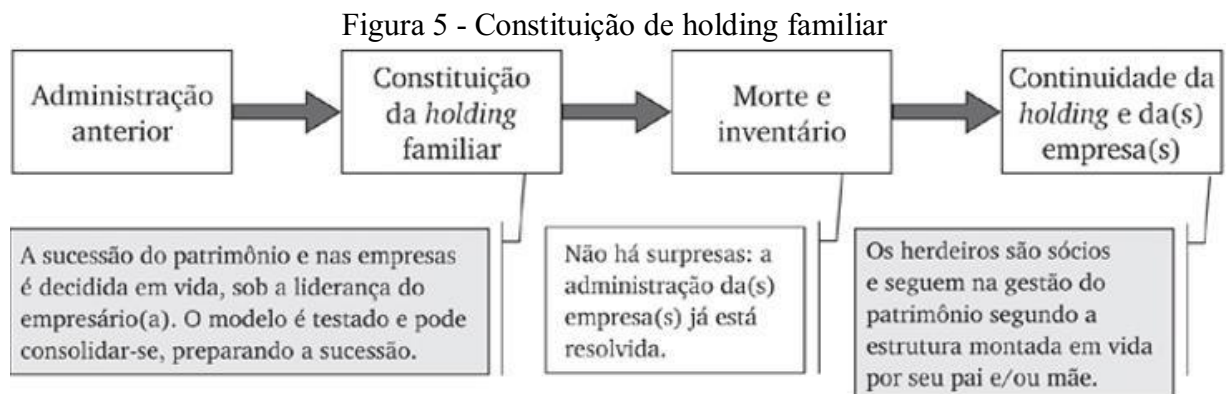 Figura 5 - Constituição de holding familiar
Administração
anterior
Constituição
da holding
familiar
Morte e
inventário
Continuidade da
holding e da(s)
empresa(s)
A sucessão do patrimônio e nas empresas
é decidida em vida, sob a liderança do
empresário(a). O modelo é testado e pode
consolidar-se, preparando a sucessão.
Não há surpresas: a
administração da(s)
empresa(s) já está
resolvida.
Os herdeiros são sócios
e seguem na gestão do
patrimônio segundo a
estrutura montada em vida
por seu pai e/ou mãe.